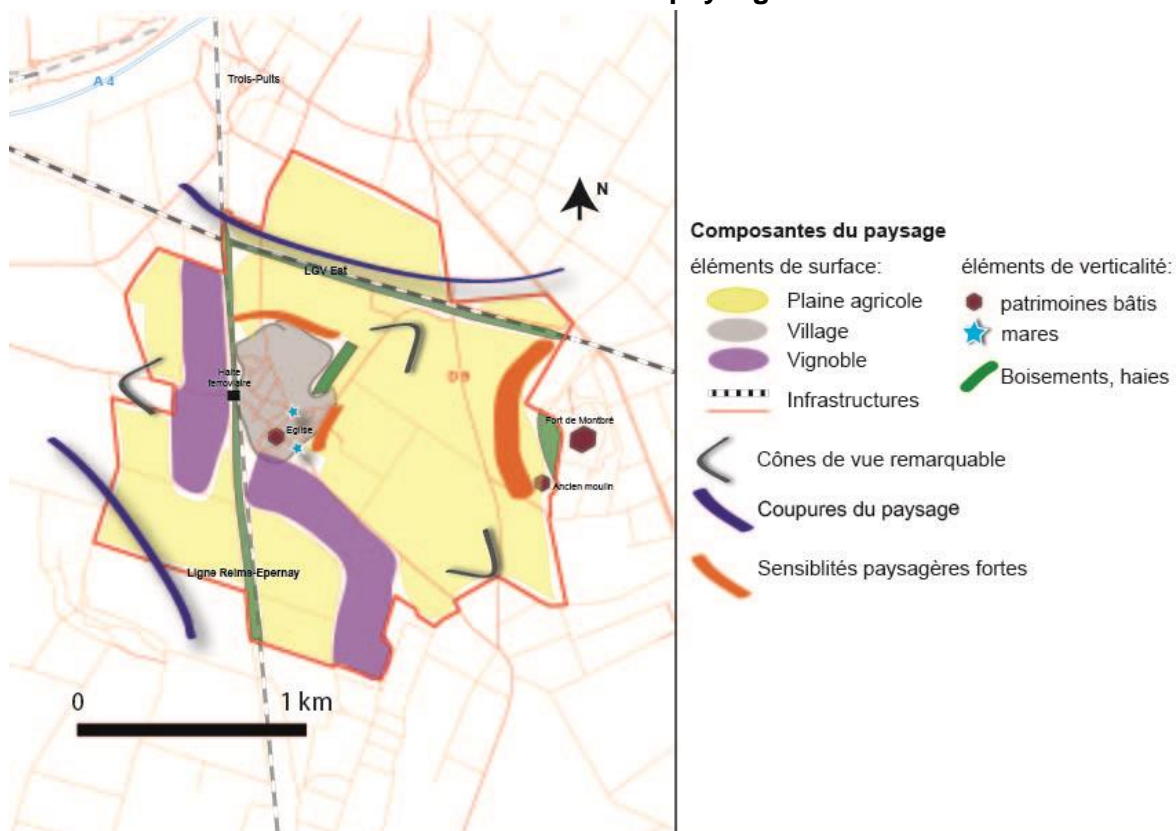 paysag
A 4
Trois-Puits
N
LGV Est
D 9
Halte
ferroviaire
Fort de Montbré
Eglise
Ancien moulin
Ligne Reims-Epernay
0 1 km
Composantes du paysage
éléments de surface: éléments de verticalité:
Plaine agricole patrimoines bâtis
Village mares
Vignoble Boisements, haies
Infrastructures
Cônes de vue remarquable
Coupures du paysage
Sensiblités paysagères fortes